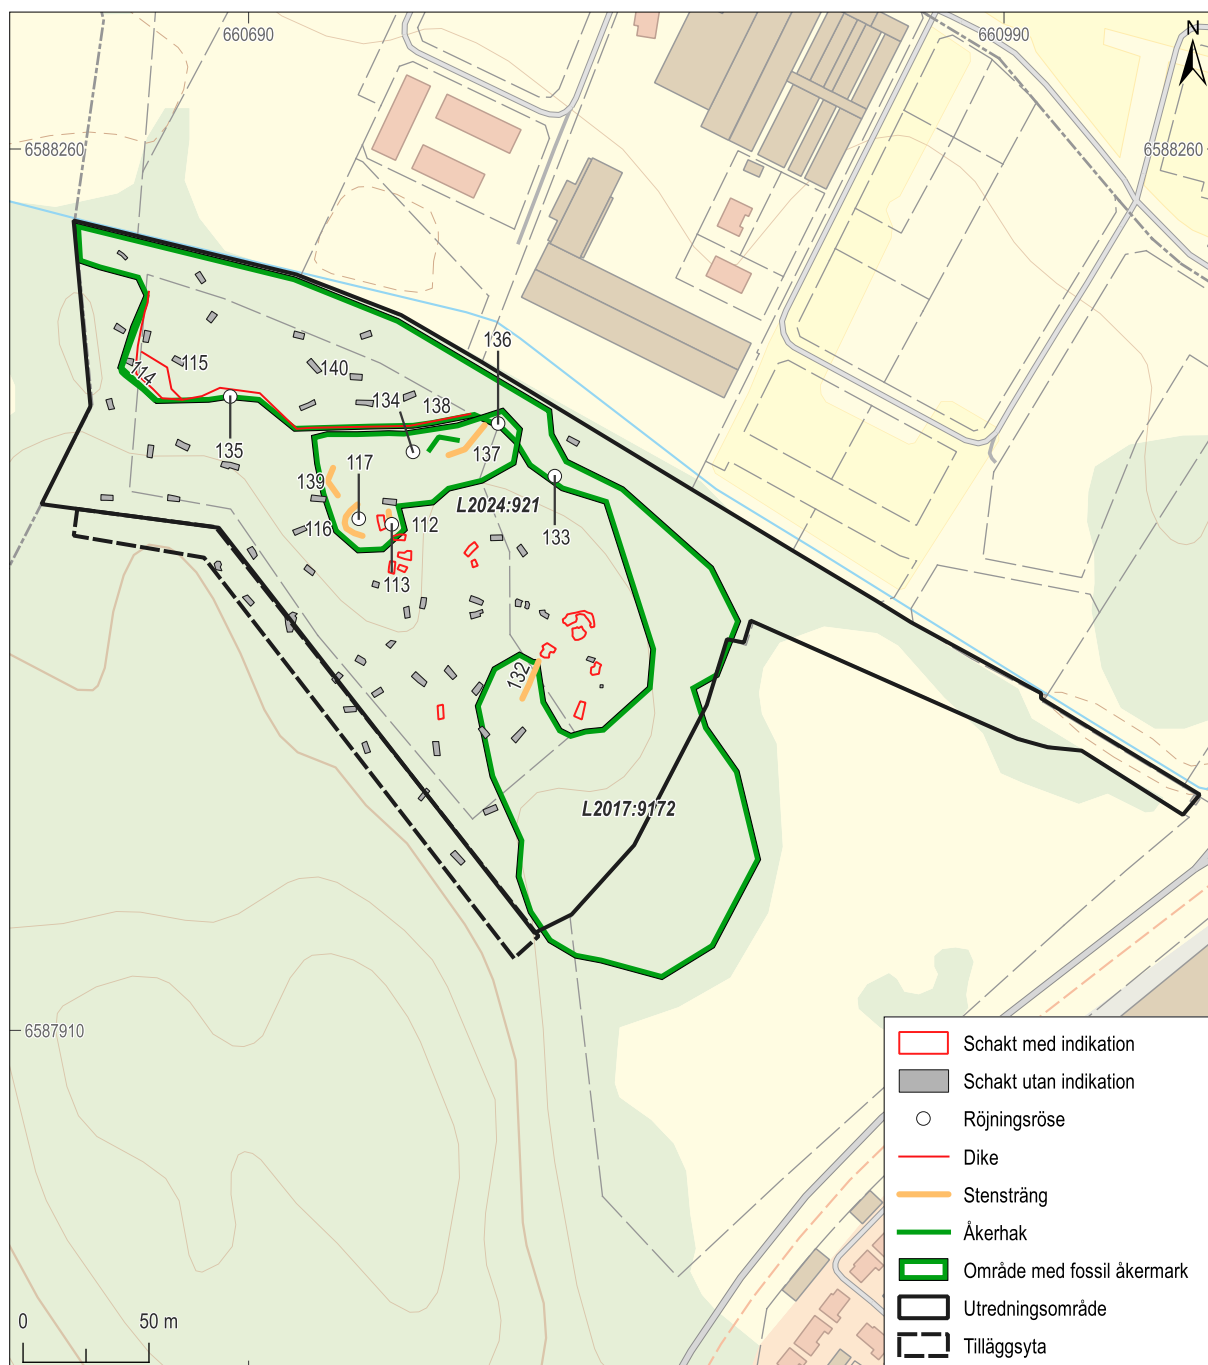 660690
660990
N
6588260
6588260
136
115
140
114
134
138
135
117
137
139
L2024:921
116
112
133
113
132
L2017:9172
6587910
Schakt med indikation
Schakt utan indikation
Röjningsröse
Dike
Stensträng
Åkerhak
Område med fossil åkermark
Utredningsområde
Tilläggsyta
0 50 m